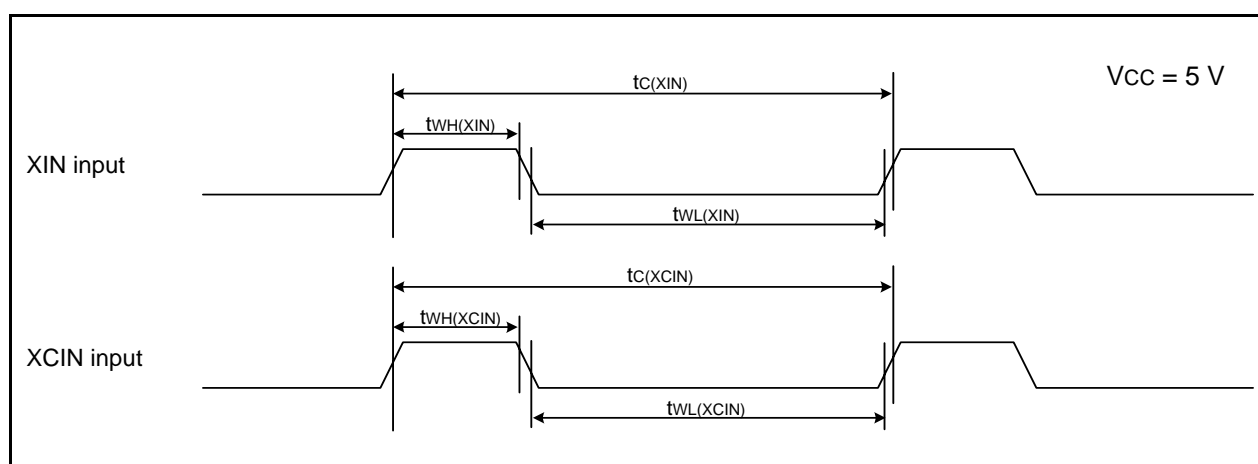 VCC = 5 V
tC(XIN)
tWH(XIN)
XIN input
tWL(XIN)
tC(XCIN)
tWH(XCIN)
XCIN input
tWL(XCIN)